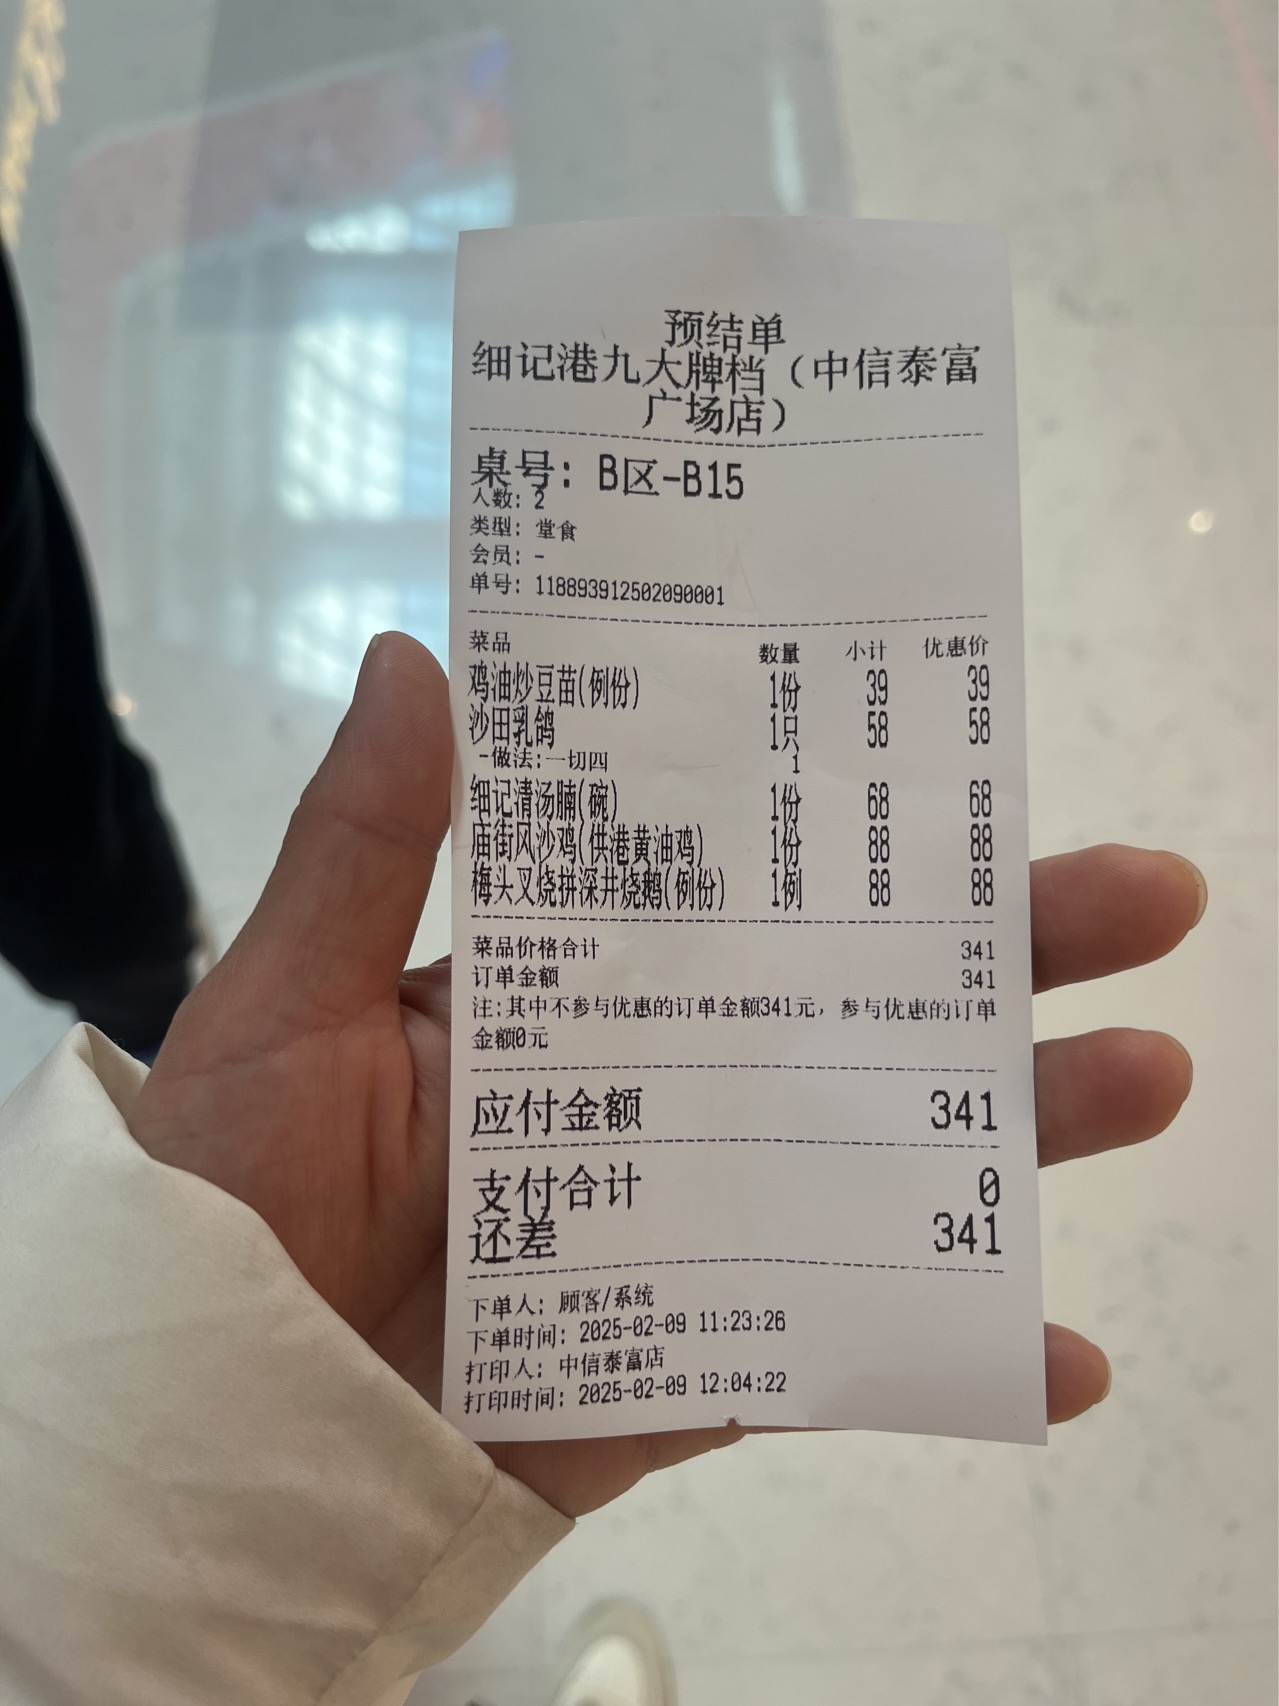 预结单
细记港九大牌档（中信泰富
广场店）
桌号: B区-B15
人数: 2
类型: 堂食
会员: -
单号: 118893912502090001
菜品 数量 小计 优惠价
鸡油炒豆苗(例份) 1份 39 39
沙田乳鸽 1只 58 58
-做法:一切四 1
细记清汤腩(碗) 1份 68 68
庙街风沙鸡(供港黄油鸡) 1份 88 88
梅头叉烧拼深井烧鹅(例份) 1例 88 88
菜品价格合计 341
订单金额 341
注:其中不参与优惠的订单金额341元，参与优惠的订单
金额0元
应付金额 341
支付合计 0
还差 341
下单人: 顾客/系统
下单时间: 2025-02-09 11:23:26
打印人: 中信泰富店
打印时间: 2025-02-09 12:04:22